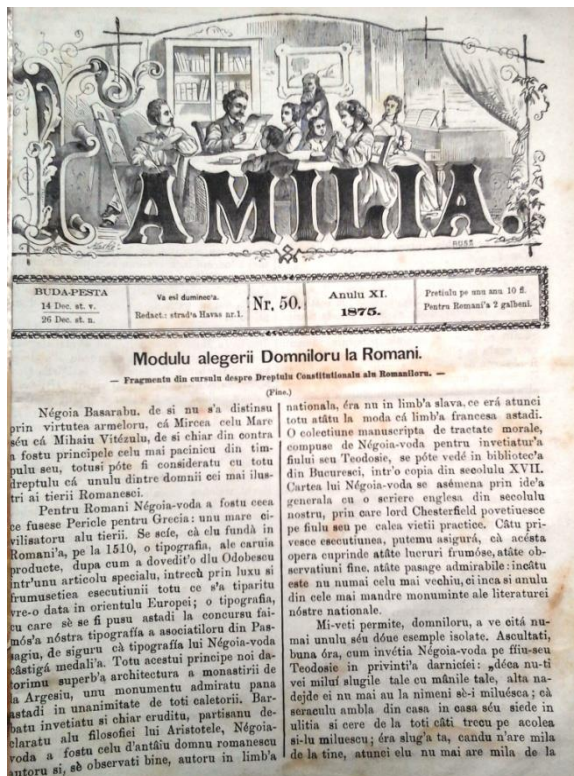 FAMILIA.
BUDA-PESTA
14 Dec. st. v.
26 Dec. st. n.
Va esí duminec'a.
Redact.: strad'a Havas nr.1.
Nr. 50.
Anulu XI.
1875.
Pretiulu pe unu anu 10 fl.
Pentru Romani'a 2 galbeni.
Modulu alegerii Domniloru la Romani.
— Fragmentu din cursulu despre Dreptulu Constitutionalu alu Romaniloru. —
(Fine.)
Négoia Basarabu, de si nu s'a distinsu
prin virtutea armeloru, cá Mircea celu Mare
séu cá Mihaiu Vitézulu, de si chiar din contra
a fostu principele celu mai pacinicu din tim-
pulu seu, totusi póte fi consideratu cu totu
dreptulu cá unulu dintre domnii cei mai ilus-
tri ai tierii Romanesci.
Pentru Romani Négoia-voda a fostu ceea
ce fusese Pericle pentru Grecia: unu mare ci-
vilisatoru alu tierii. Se scíe, cà elu fundà in
Romani'a, pe la 1510, o tipografia, ale caruia
producte, dupa cum a dovedit'o dlu Odobescu
intr'unu articolu specialu, intrecù prin luxu si
frumusetiea esecutiunii totu ce s'a tiparitu
vre-o data in orientulu Europei; o tipografia,
cu care sè se fi pusu astadi la concursu fai-
mós'a nóstra tipografía a asociatiloru din Pas-
sagiu, de siguru cà tipografía lui Négoia-voda
câstigá medali'a. Totu acestui principe noi da-
torimu superb'a architectura a monastirii de
la Argesiu, unu monumentu admiratu pana
astadi in unanimitate de toti caletorii. Bar-
batu invetiatu si chiar eruditu, partisanu de-
claratu alu filosofiei lui Aristotele, Négoia-
voda a fostu celu d'antâiu domnu romanescu
autoru si, sè observati bine, autoru in limb'a
nationala, éra nu in limb'a slava, ce erá atunci
totu atâtu la moda cá limb'a francesa astadi.
O colectiune manuscripta de tractate morale,
compuse de Négoia-voda pentru invetiatur'a
fiiului seu Teodosie, se póte vedé in bibliotec'a
din Bucuresci, intr'o copia din secolulu XVII.
Cartea lui Négoia-voda se asémena prin ide'a
generala cu o scriere englesa din secolulu
nostru, prin care lord Chesterfield povetiuesce
pe fiulu seu pe calea vietii practice. Câtu pri-
vesce esecutiunea, putemu asigurá, cà acésta
opera cuprinde atâte lucruri frumóse, atâte ob-
servatiuni fine, atâte pasage admirabile: incâtu
este nu numai celu mai vechiu, ci inca si unulu
din cele mai mandre monuminte ale literaturei
nóstre nationale.
Mi-veti permite, domniloru, a ve citá nu-
mai unulu séu dóue esemple isolate. Ascultati,
buna óra, cum invétia Négoia-voda pe ffiu-seu
Teodosie in privinti'a darnicíei: „déca nu-ti
vei miluí slugile tale cu mânile tale, alta na-
dejde ei nu mai au la nimeni sè-i miluésca; cà
seraculu ambla din casa in casa séu siede in
ulitia si cere de la toti câti trecu pe acolea
si-lu miluescu; éra slug'a ta, candu n'are mila
de la tine, atunci elu nu mai are mila de la